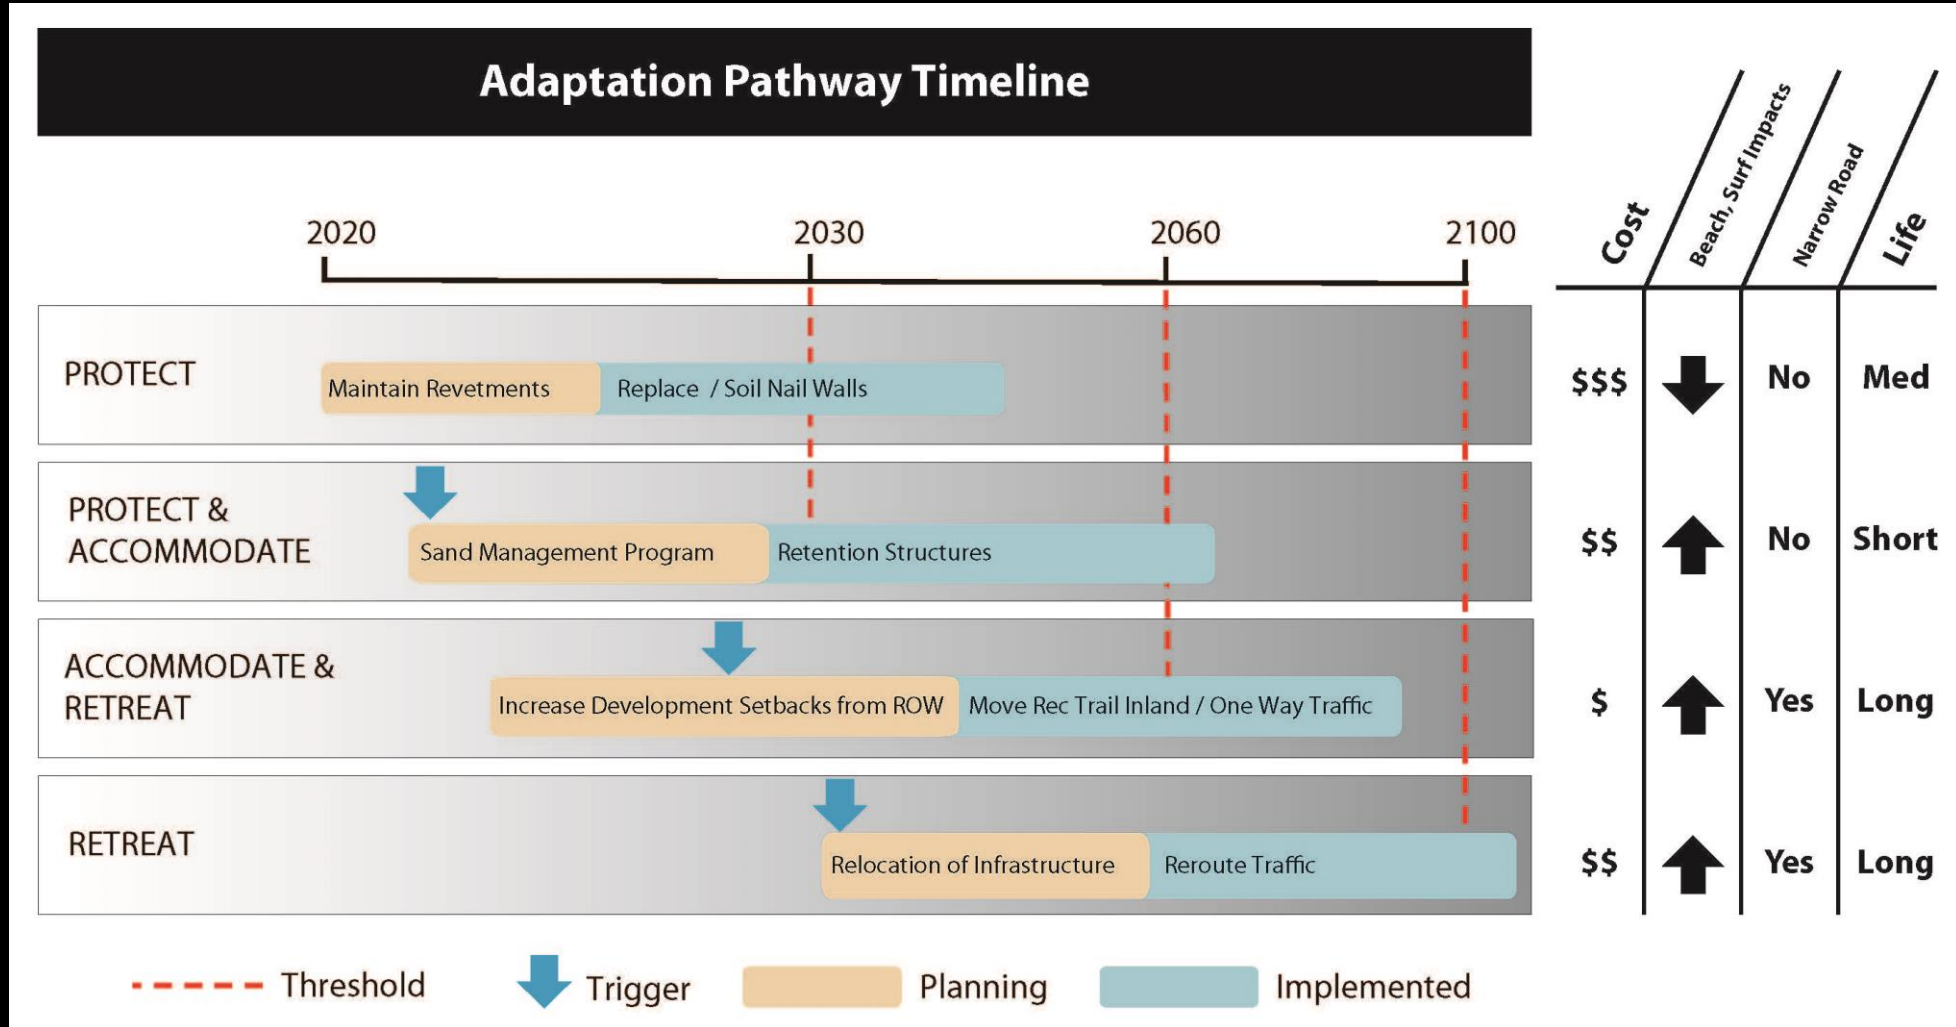 Adaptation Pathway Timeline
2020 2030 2060 2100
Cost Beach, Surf Impacts Narrow Road Life
PROTECT
Maintain Revetments Replace / Soil Nail Walls
$$$ No Med
PROTECT &
ACCOMMODATE
Sand Management Program Retention Structures
$$ No Short
ACCOMMODATE &
RETREAT
Increase Development Setbacks from ROW Move Rec Trail Inland / One Way Traffic
$ Yes Long
RETREAT
Relocation of Infrastructure Reroute Traffic
$$ Yes Long
Threshold Trigger Planning Implemented